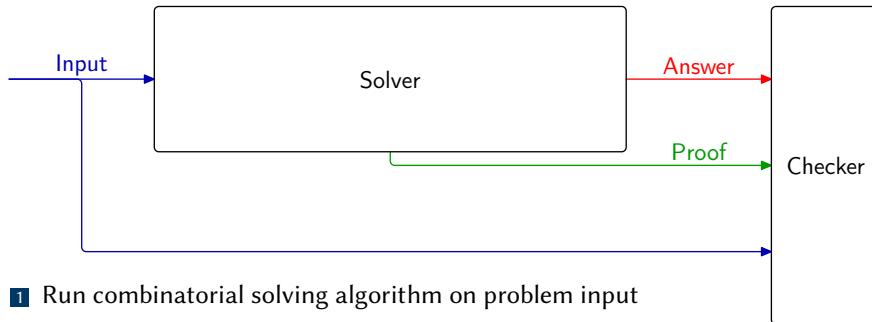 Input
Solver
Answer
Proof
Checker
1 Run combinatorial solving algorithm on problem input